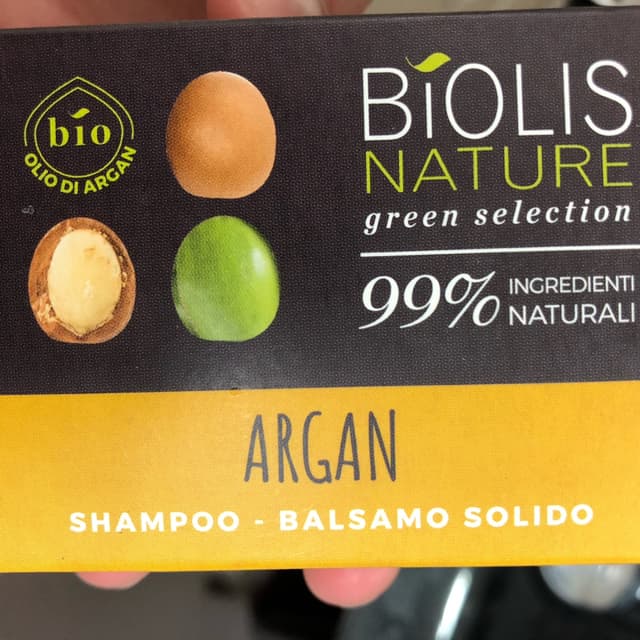 bio
OLIO DI ARGAN
BIOLIS
NATURE
green selection
99% INGREDIENTI
NATURALI
ARGAN
SHAMPOO - BALSAMO SOLIDO